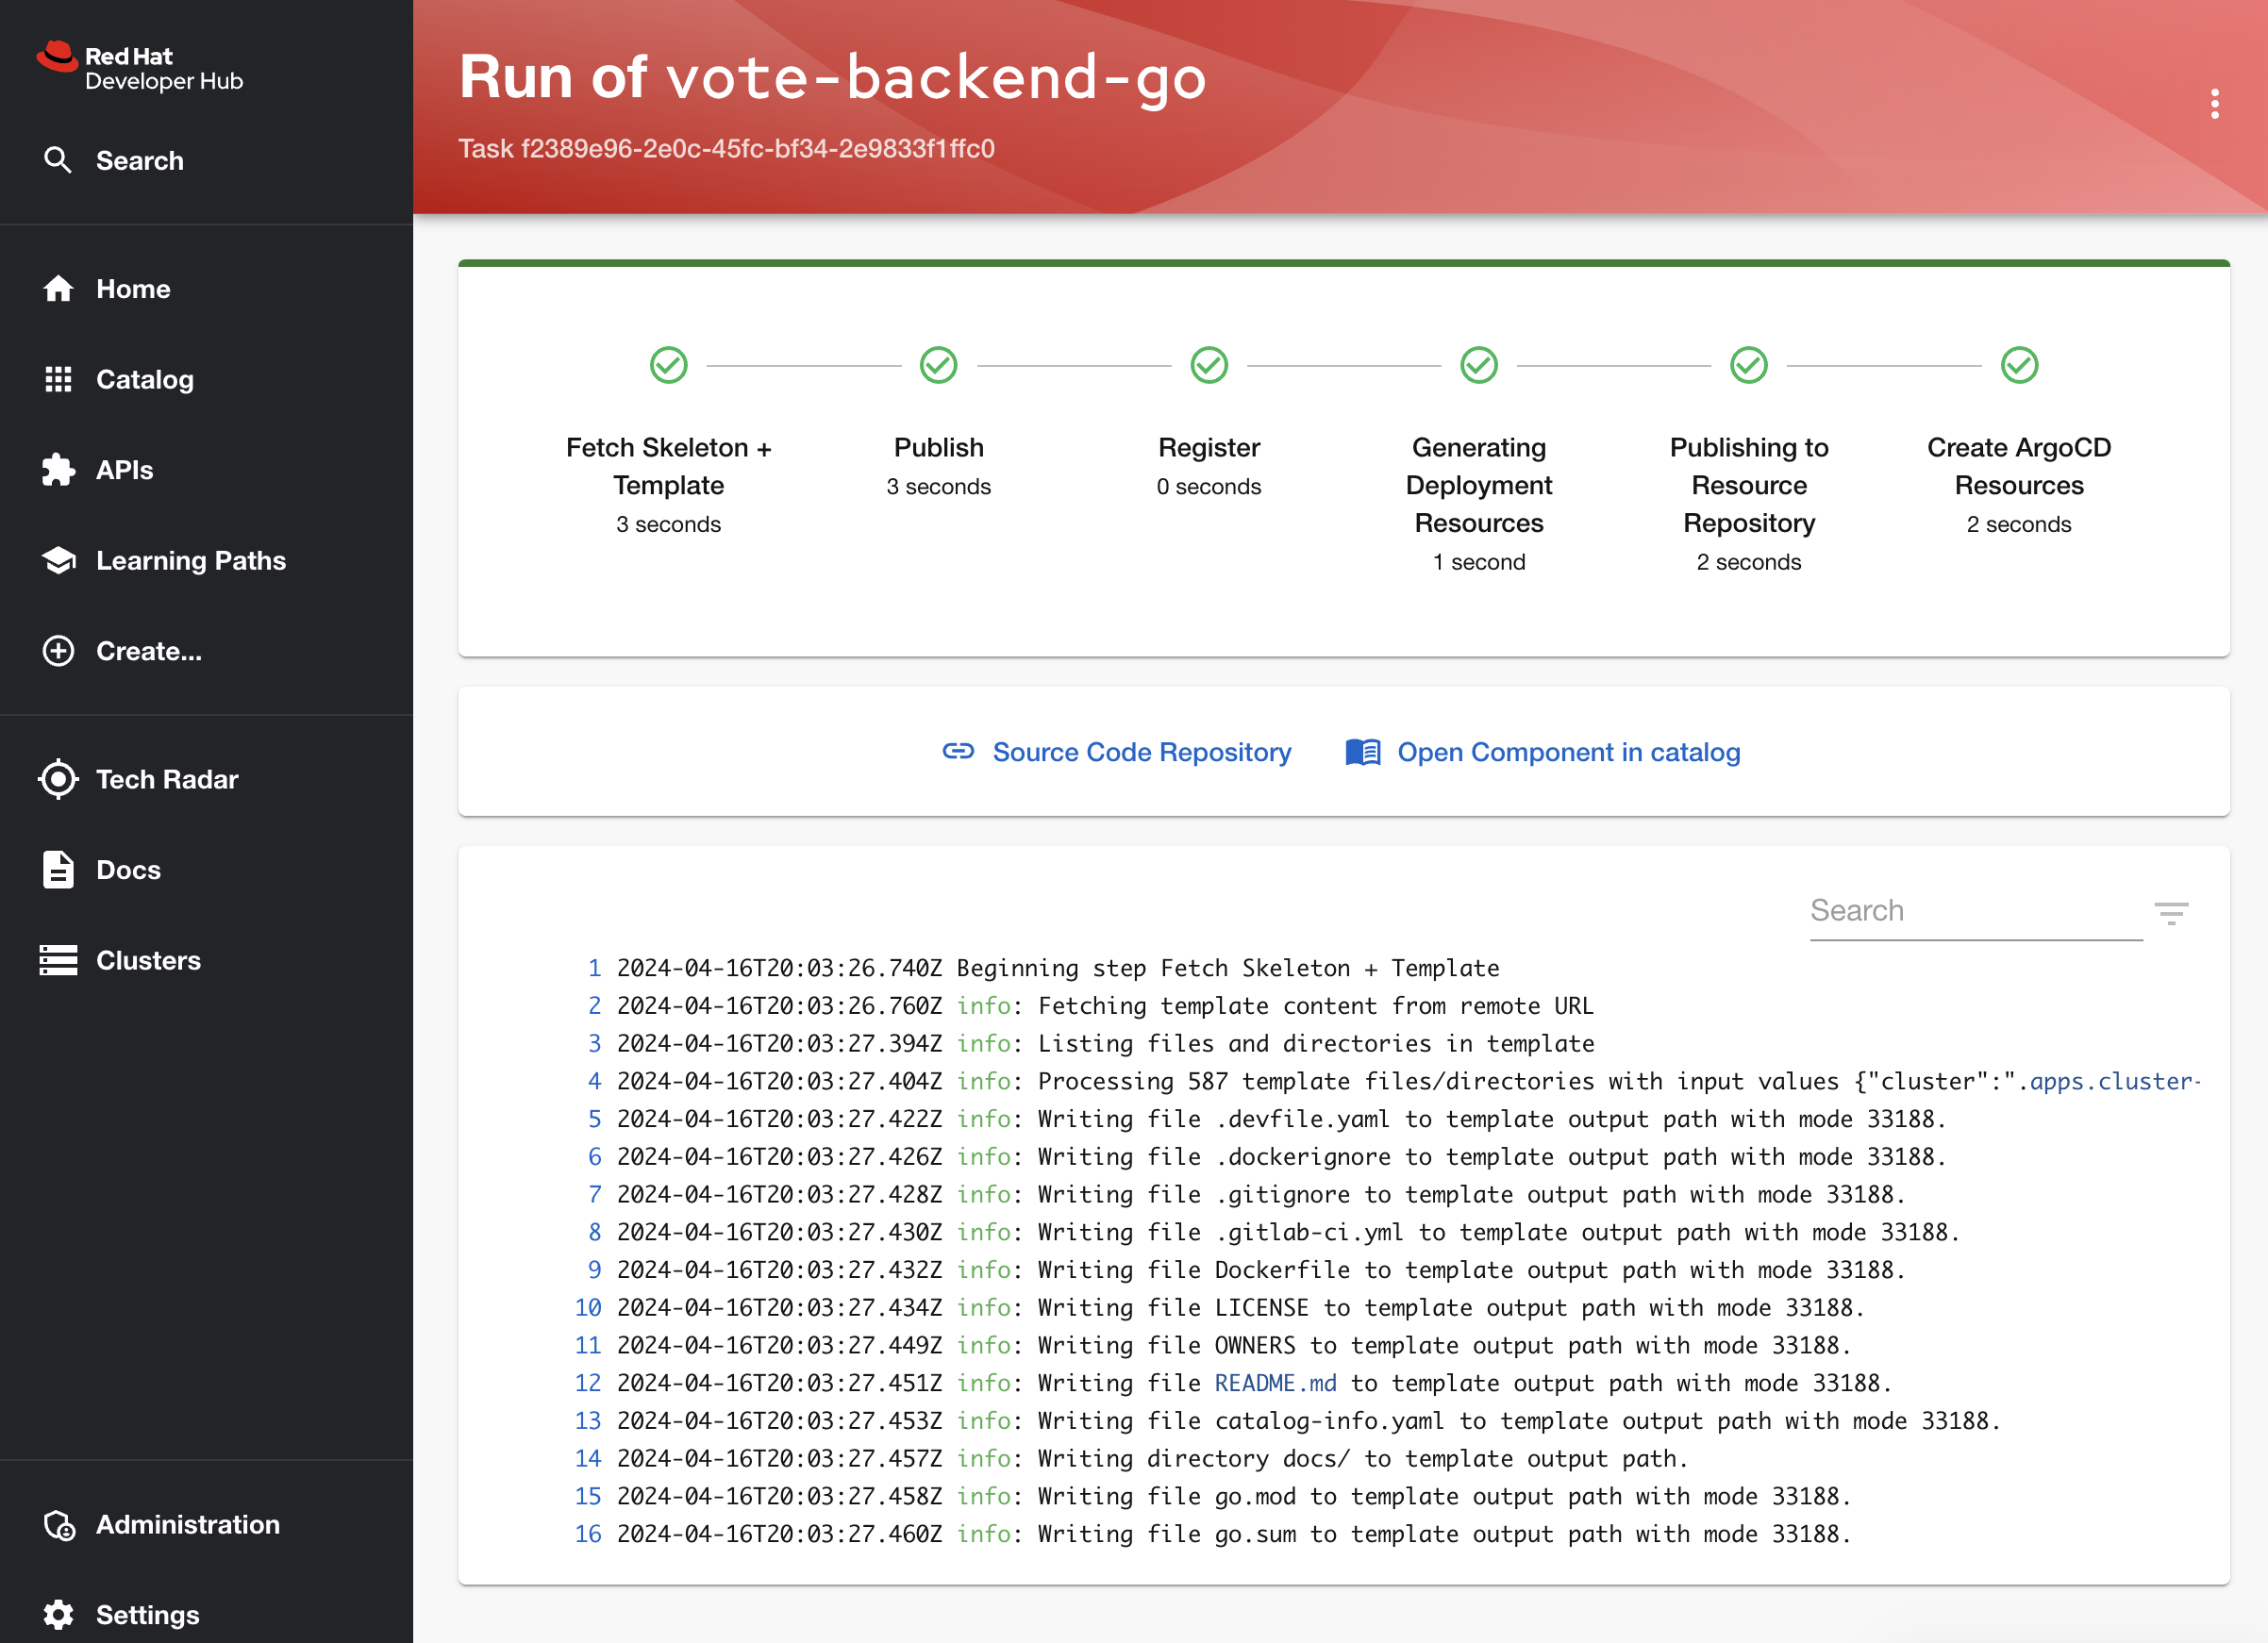 Red Hat
Developer Hub
Search
Home
Catalog
APIs
Learning Paths
Create...
Tech Radar
Docs
Clusters
Administration
Settings
Run of vote-backend-go
Task f2389e96-2e0c-45fc-bf34-2e9833f1ffc0
Fetch Skeleton +
Template
3 seconds
Publish
3 seconds
Register
0 seconds
Generating
Deployment
Resources
1 second
Publishing to
Resource
Repository
2 seconds
Create ArgoCD
Resources
2 seconds
Source Code Repository
Open Component in catalog
Search
1 2024-04-16T20:03:26.740Z Beginning step Fetch Skeleton + Template
2 2024-04-16T20:03:26.760Z info: Fetching template content from remote URL
3 2024-04-16T20:03:27.394Z info: Listing files and directories in template
4 2024-04-16T20:03:27.404Z info: Processing 587 template files/directories with input values {"cluster":".apps.cluster-
5 2024-04-16T20:03:27.422Z info: Writing file .devfile.yaml to template output path with mode 33188.
6 2024-04-16T20:03:27.426Z info: Writing file .dockerignore to template output path with mode 33188.
7 2024-04-16T20:03:27.428Z info: Writing file .gitignore to template output path with mode 33188.
8 2024-04-16T20:03:27.430Z info: Writing file .gitlab-ci.yml to template output path with mode 33188.
9 2024-04-16T20:03:27.432Z info: Writing file Dockerfile to template output path with mode 33188.
10 2024-04-16T20:03:27.434Z info: Writing file LICENSE to template output path with mode 33188.
11 2024-04-16T20:03:27.449Z info: Writing file OWNERS to template output path with mode 33188.
12 2024-04-16T20:03:27.451Z info: Writing file README.md to template output path with mode 33188.
13 2024-04-16T20:03:27.453Z info: Writing file catalog-info.yaml to template output path with mode 33188.
14 2024-04-16T20:03:27.457Z info: Writing directory docs/ to template output path.
15 2024-04-16T20:03:27.458Z info: Writing file go.mod to template output path with mode 33188.
16 2024-04-16T20:03:27.460Z info: Writing file go.sum to template output path with mode 33188.